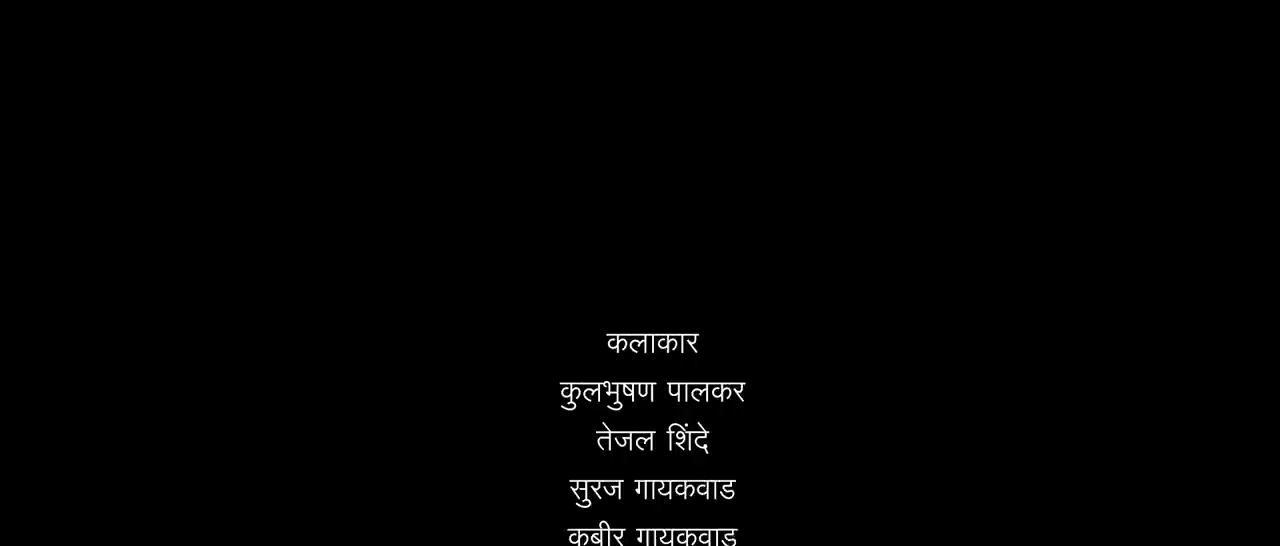 कलाकार
कुलभुषण पालकर
तेजल शिंदे
सुरज गायकवाड
कबीर गायकवाड